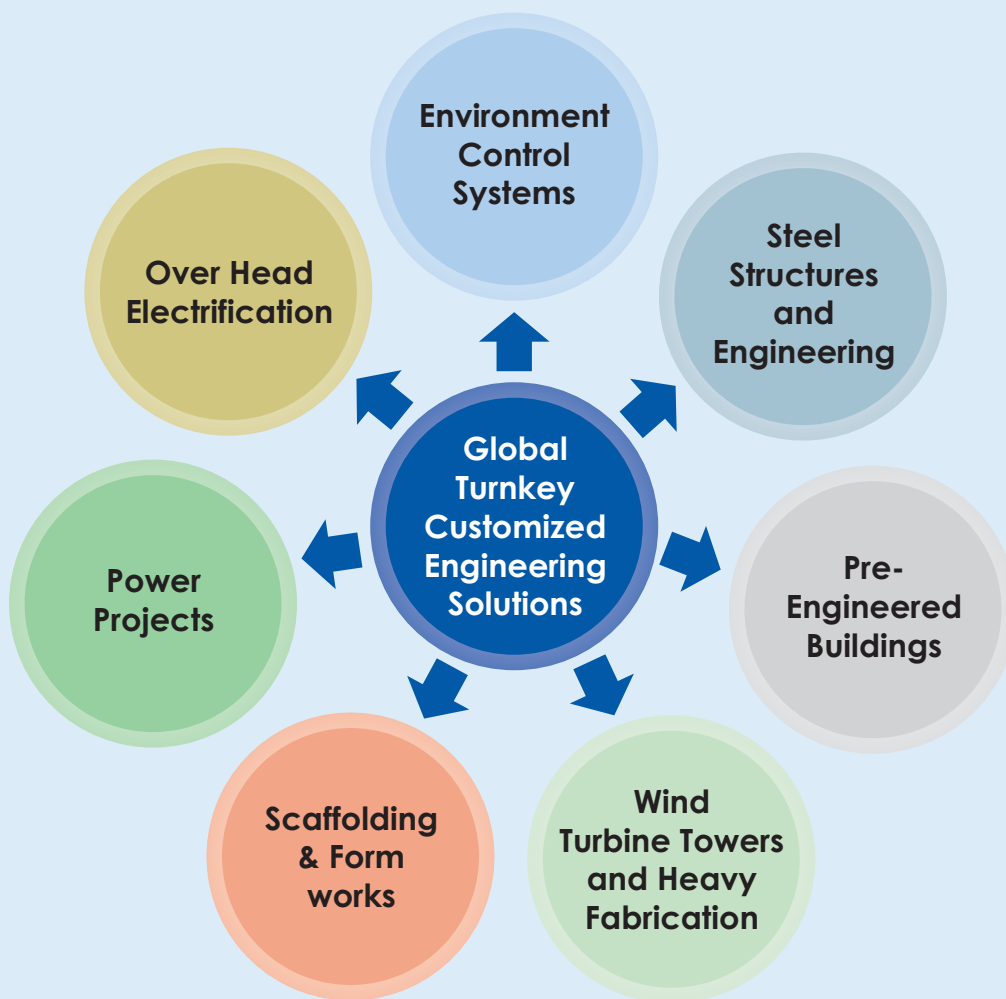 Environment
Control
Systems
Steel
Structures
and
Engineering
Pre-
Engineered
Buildings
Wind
Turbine Towers
and Heavy
Fabrication
Scaffolding
& Form
works
Power
Projects
Over Head
Electrification
Global
Turnkey
Customized
Engineering
Solutions